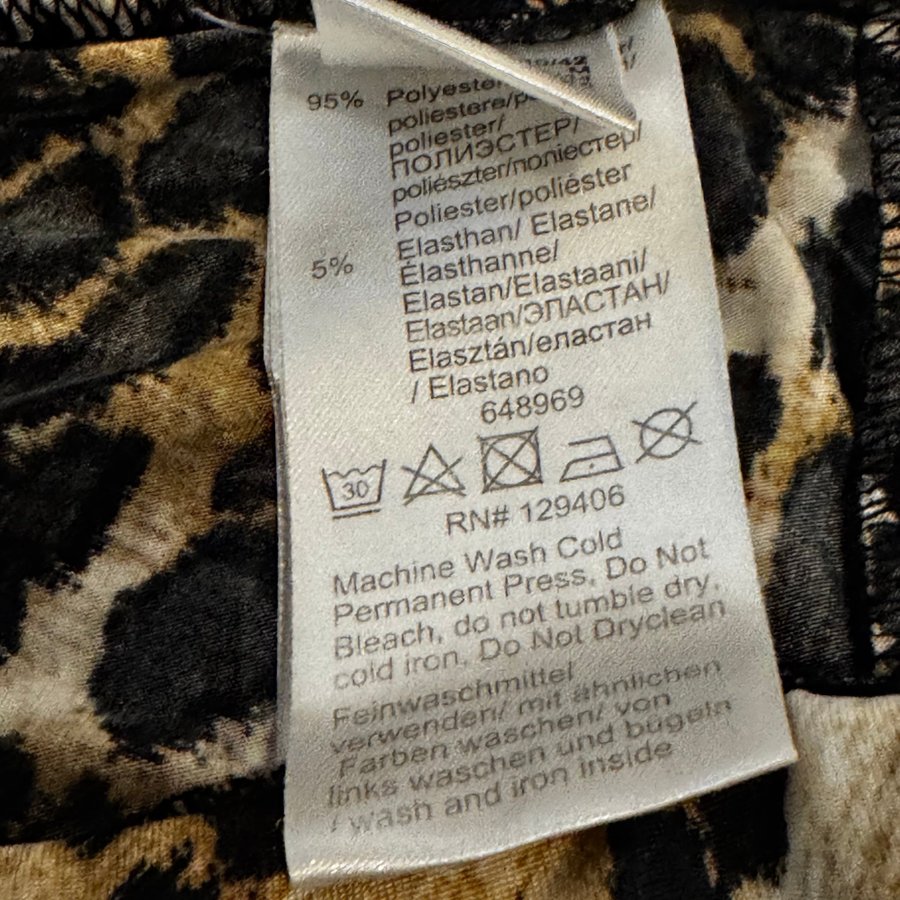 95% Polyester
poliestere/
poliester/
ПОЛИЭСТЕР/
poliészter/полиестер/
Poliester/poliéster
5% Elasthan/ Elastane/
Élasthanne/
Elastan/Elastaani/
Elastaan/ЭЛАСТАН/
Elasztán/еластан
/ Elastano
648969
30
RN# 129406
Machine Wash Cold
Permanent Press, Do Not
Bleach, do not tumble dry,
cold iron, Do Not Dryclean
Feinwaschmittel
verwenden/ mit ähnlichen
Farben waschen/ von
links waschen und bügeln
/ wash and iron inside